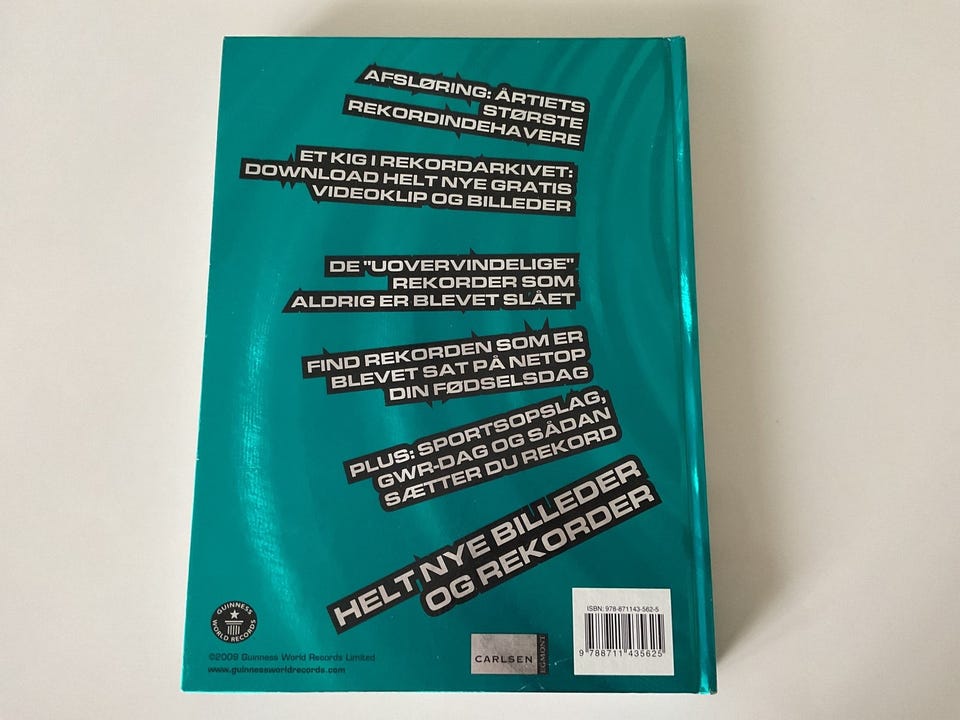 AFSLØRING: ÅRTIETS
STØRSTE
REKORDINDEHAVERE
ET KIG I REKORDARKIVET:
DOWNLOAD HELT NYE GRATIS
VIDEOKLIP OG BILLEDER
DE "UOVERVINDELIGE"
REKORDER SOM
ALDRIG ER BLEVET SLÅET
FIND REKORDEN SOM ER
BLEVET SAT PÅ NETOP
DIN FØDSELSDAG
PLUS: SPORTSOPSLAG,
GWR-DAG OG SÅDAN
SÆTTER DU REKORD
HELT NYE BILLEDER
OG REKORDER
GUINNESS
WORLD RECORDS
©2009 Guinness World Records Limited
www.guinnessworldrecords.com
CARLSEN
EGMONT
ISBN: 978-871143-562-5
9 788711 435625